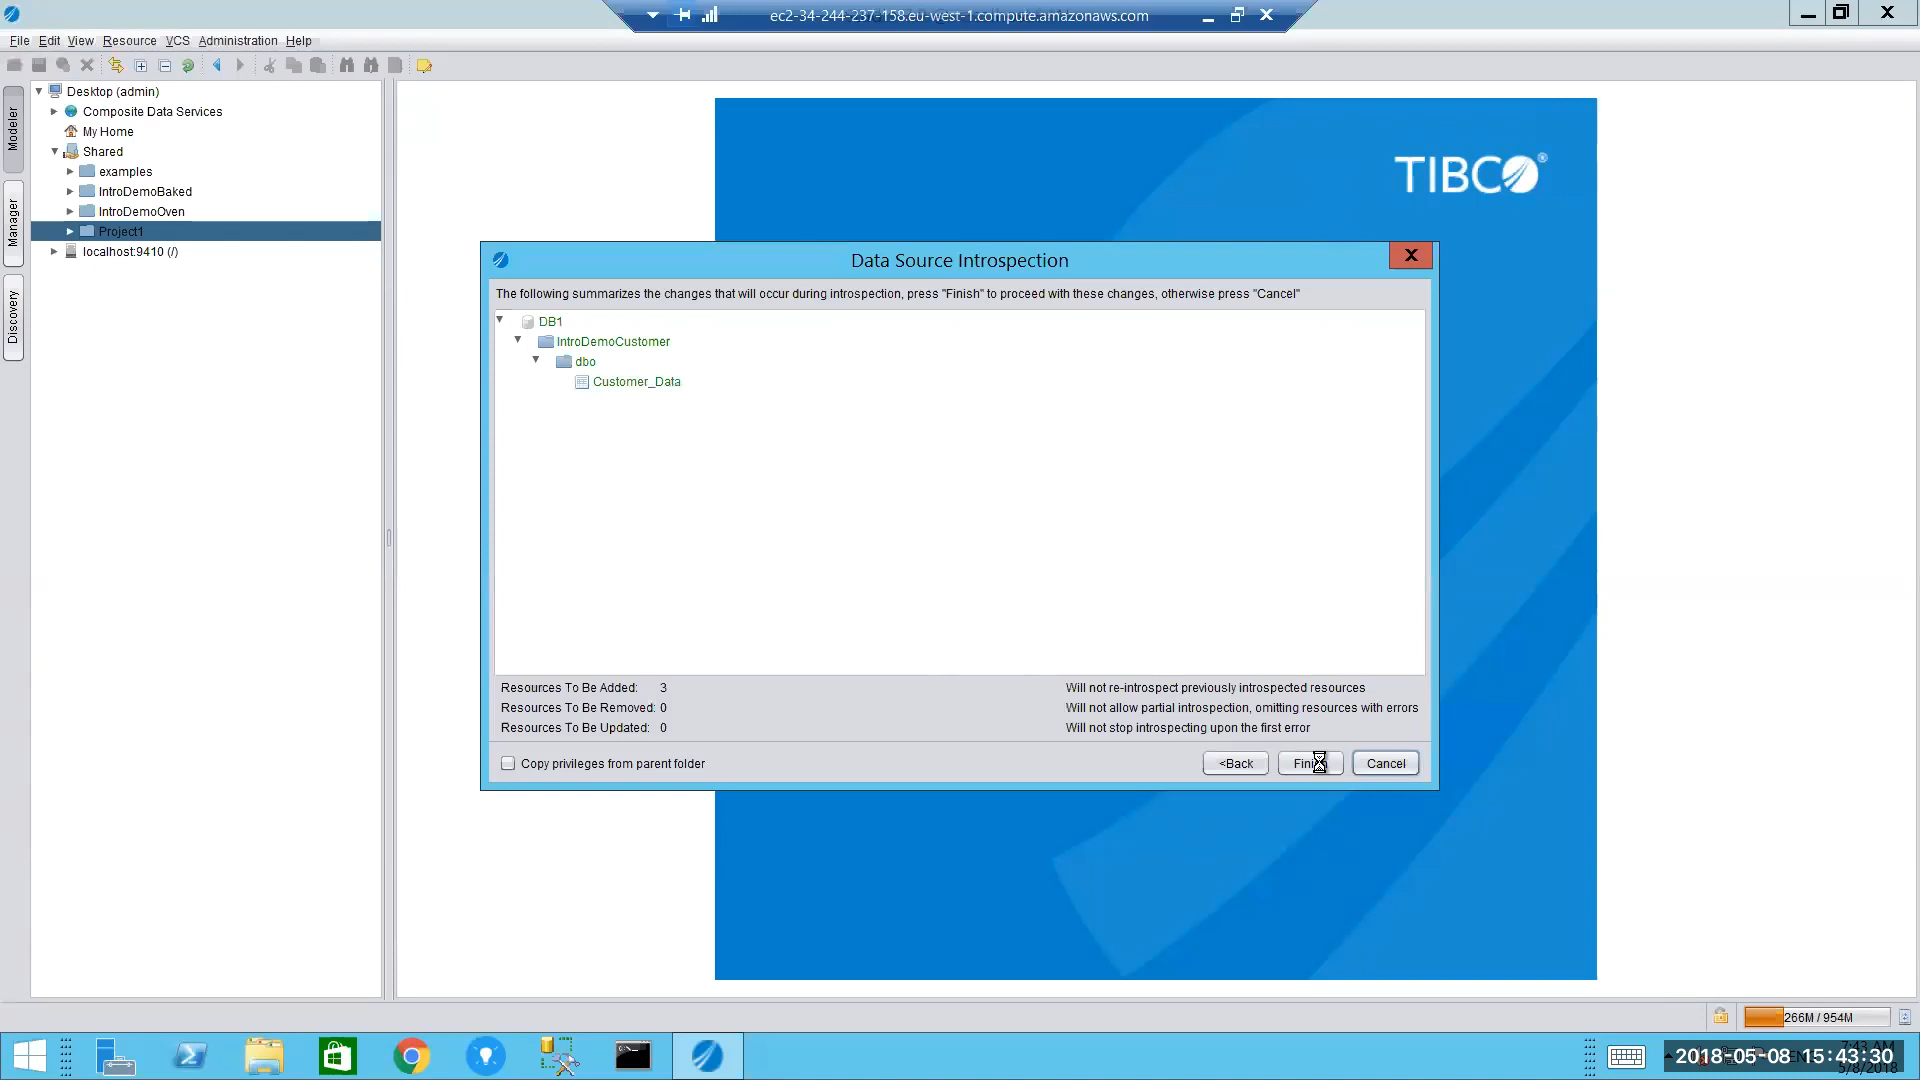 ec2-34-244-237-158.eu-west-1.compute.amazonaws.com
File Edit View Resource VCS Administration Help
Modeler
Manager
Discovery
Desktop (admin)
Composite Data Services
My Home
Shared
examples
IntroDemoBaked
IntroDemoOven
Project1
localhost:9410 (/)
TIBCO®
Data Source Introspection
The following summarizes the changes that will occur during introspection, press "Finish" to proceed with these changes, otherwise press "Cancel"
DB1
IntroDemoCustomer
dbo
Customer_Data
Resources To Be Added: 3
Resources To Be Removed: 0
Resources To Be Updated: 0
Will not re-introspect previously introspected resources
Will not allow partial introspection, omitting resources with errors
Will not stop introspecting upon the first error
Copy privileges from parent folder
<Back
Cancel
266M / 954M
2018-05-08 15:43:30